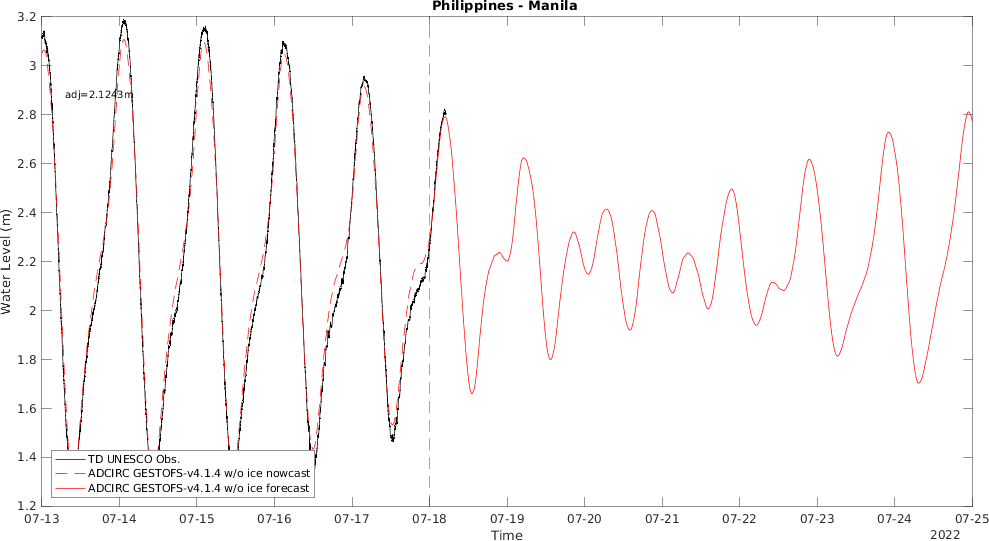 Philippines - Manila
3.2
3
2.8
2.6
2.4
2.2
2
1.8
1.6
1.4
1.2
Water Level (m)
adj=2.1243m
TD UNESCO Obs.
ADCIRC GESTOFS-v4.1.4 w/o ice nowcast
ADCIRC GESTOFS-v4.1.4 w/o ice forecast
07-13 07-14 07-15 07-16 07-17 07-18 07-19 07-20 07-21 07-22 07-23 07-24 07-25
Time
2022